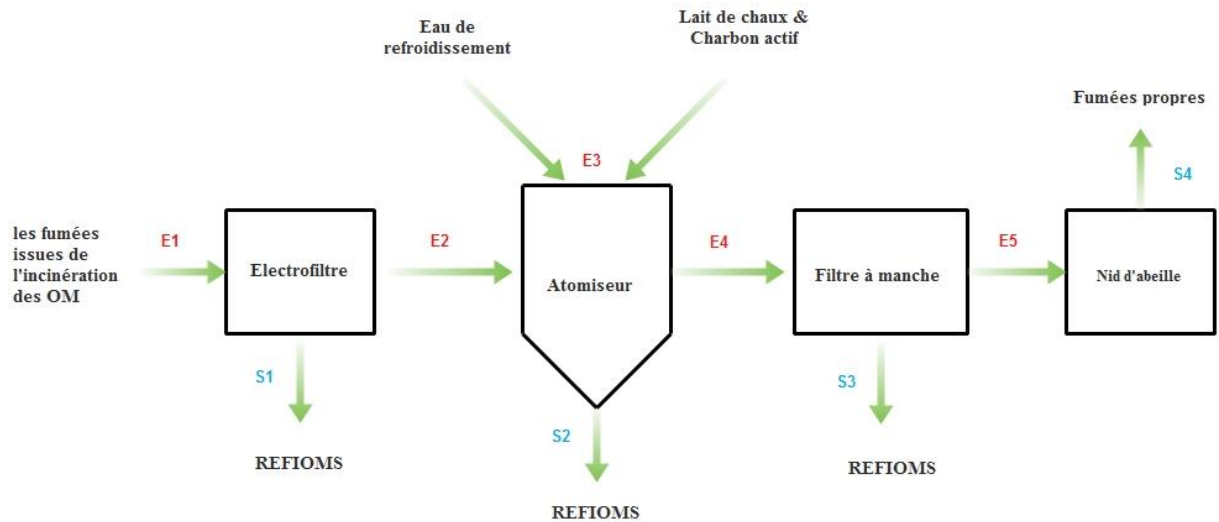 Eau de
refroidissement
Lait de chaux &
Charbon actif
Fumées propres
E3
S4
les fumées
issues de
l'incinération
des OM
E1
Electrofiltre
E2
Atomiseur
E4
Filtre à manche
E5
Nid d'abeille
S1
S2
S3
REFIOMS
REFIOMS
REFIOMS